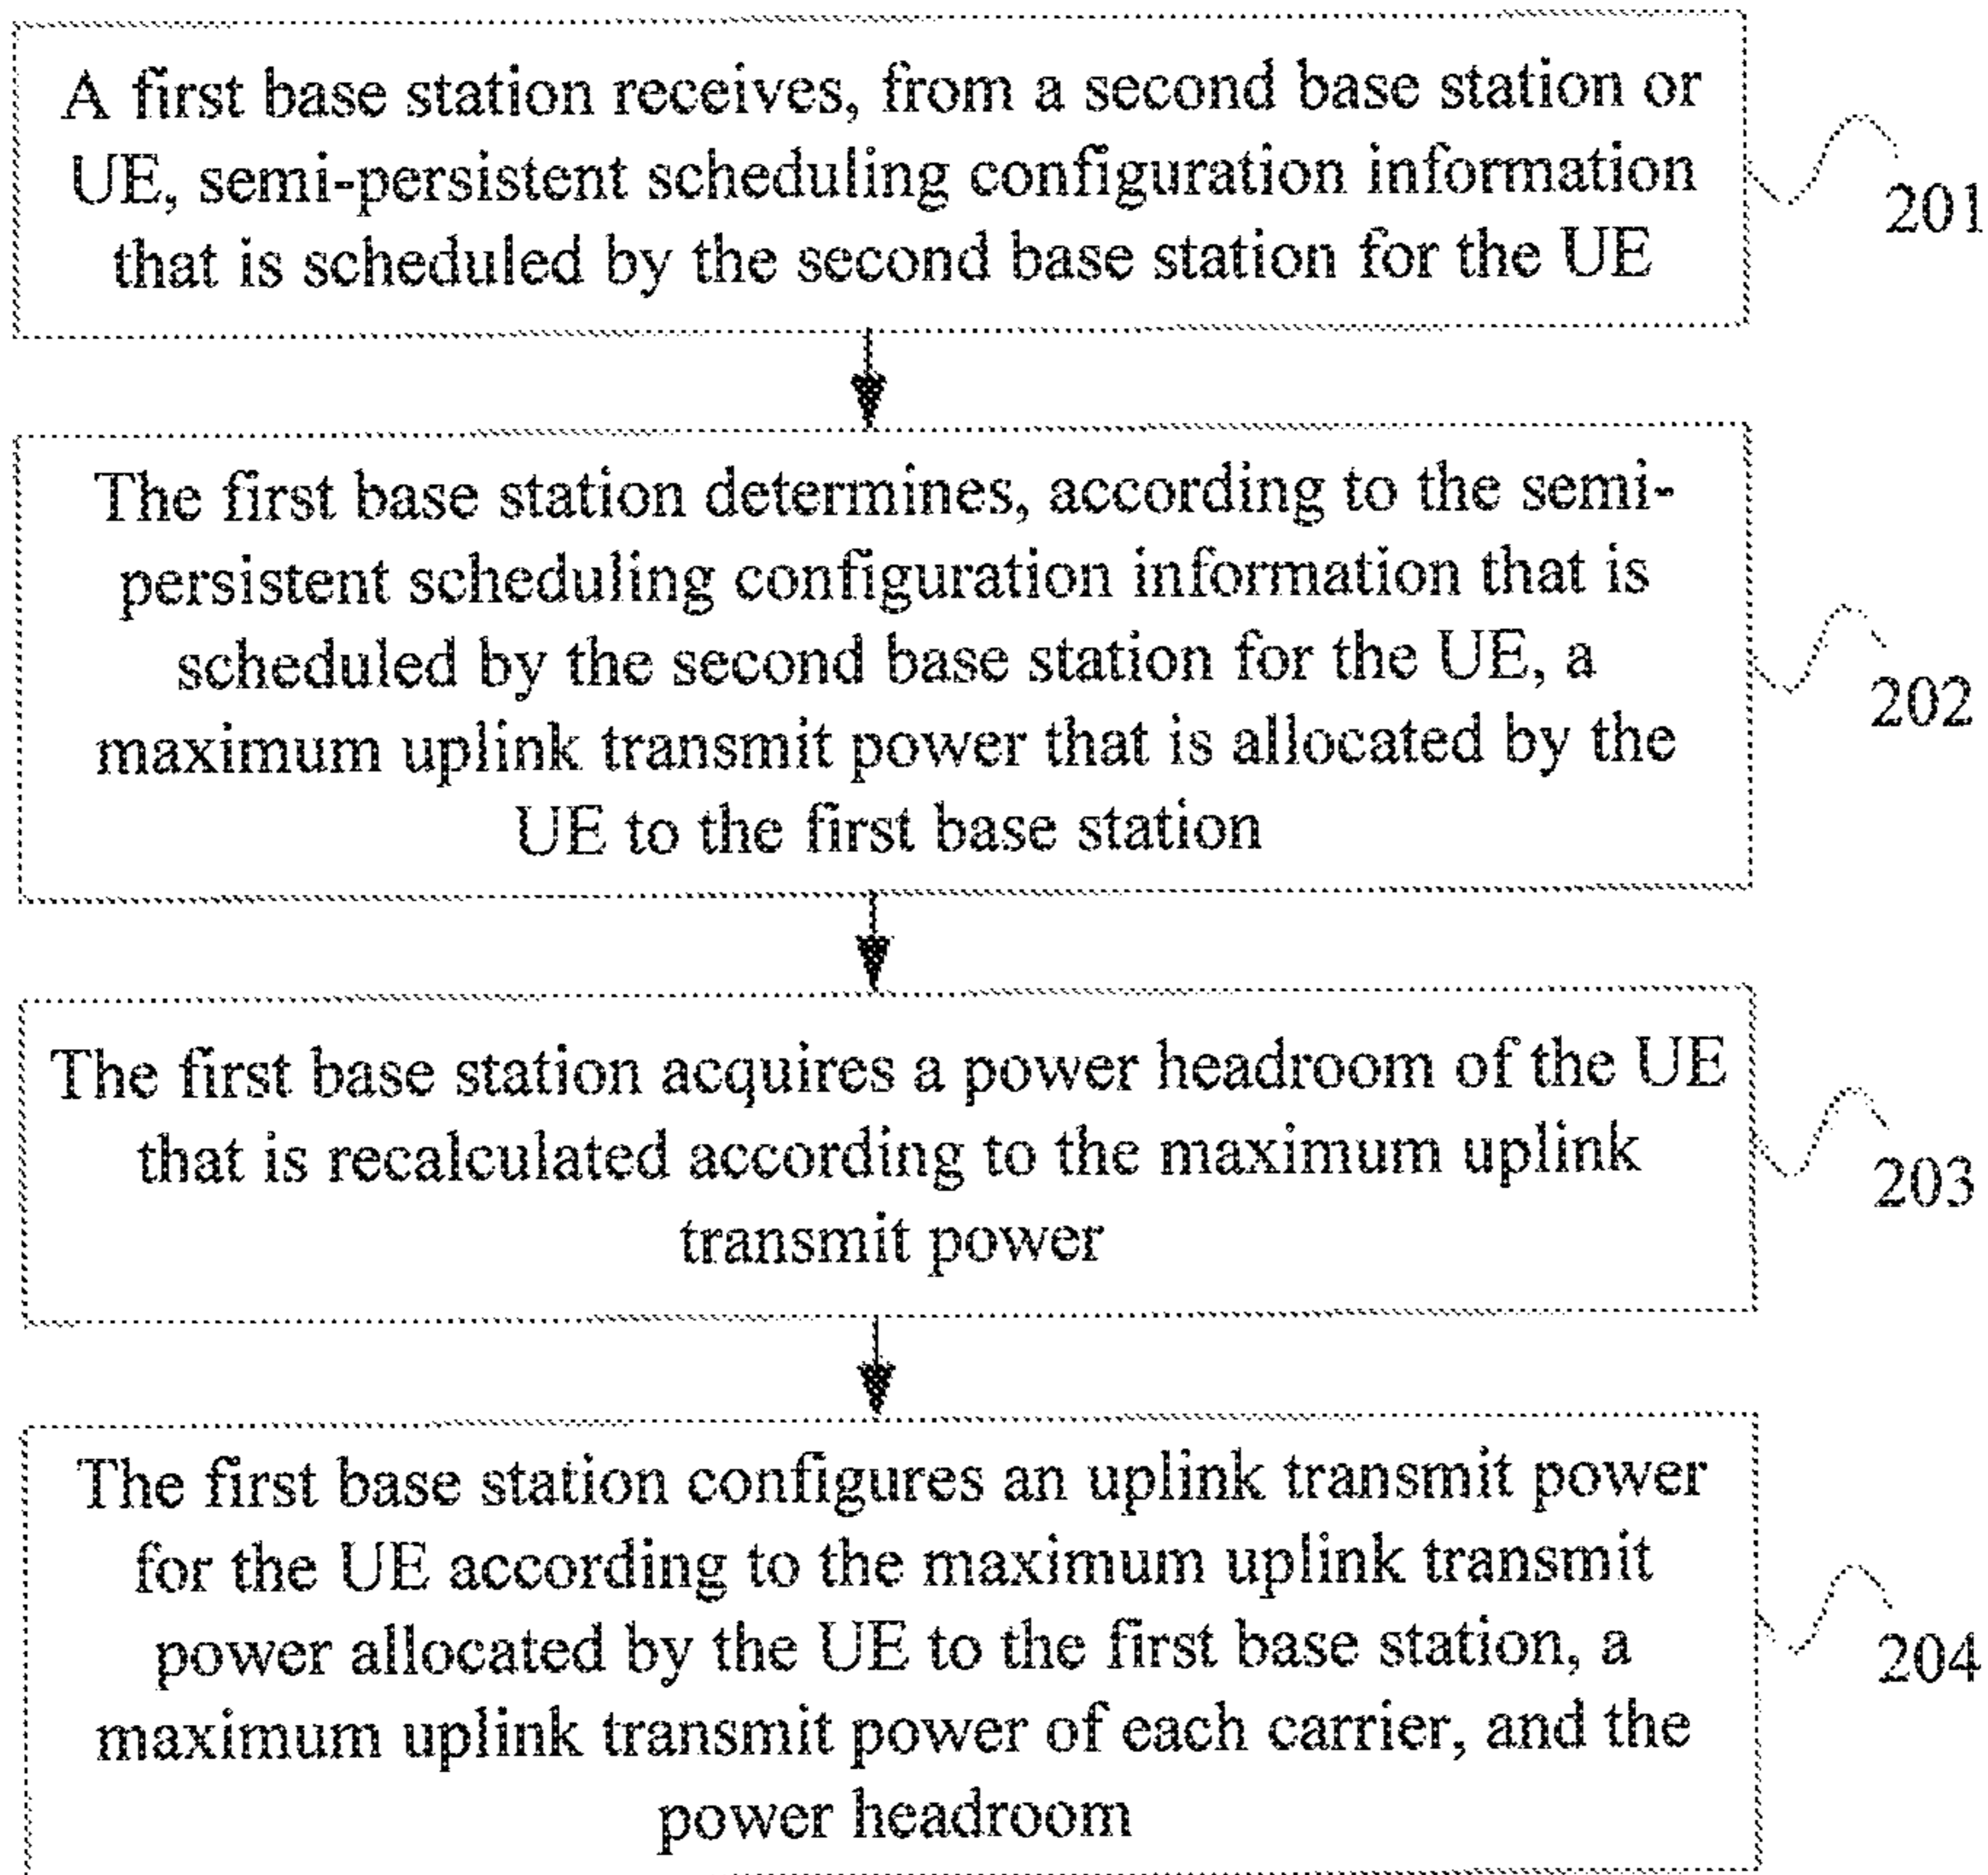 A first base station receives, from a second base station or
UE, semi-persistent scheduling configuration information
that is scheduled by the second base station for the UE
201
The first base station determines, according to the semi-
persistent scheduling configuration information that is
scheduled by the second base station for the UE, a
maximum uplink transmit power that is allocated by the
UE to the first base station
202
The first base station acquires a power headroom of the UE
that is recalculated according to the maximum uplink
transmit power
203
The first base station configures an uplink transmit power
for the UE according to the maximum uplink transmit
power allocated by the UE to the first base station, a
maximum uplink transmit power of each carrier, and the
power headroom
204